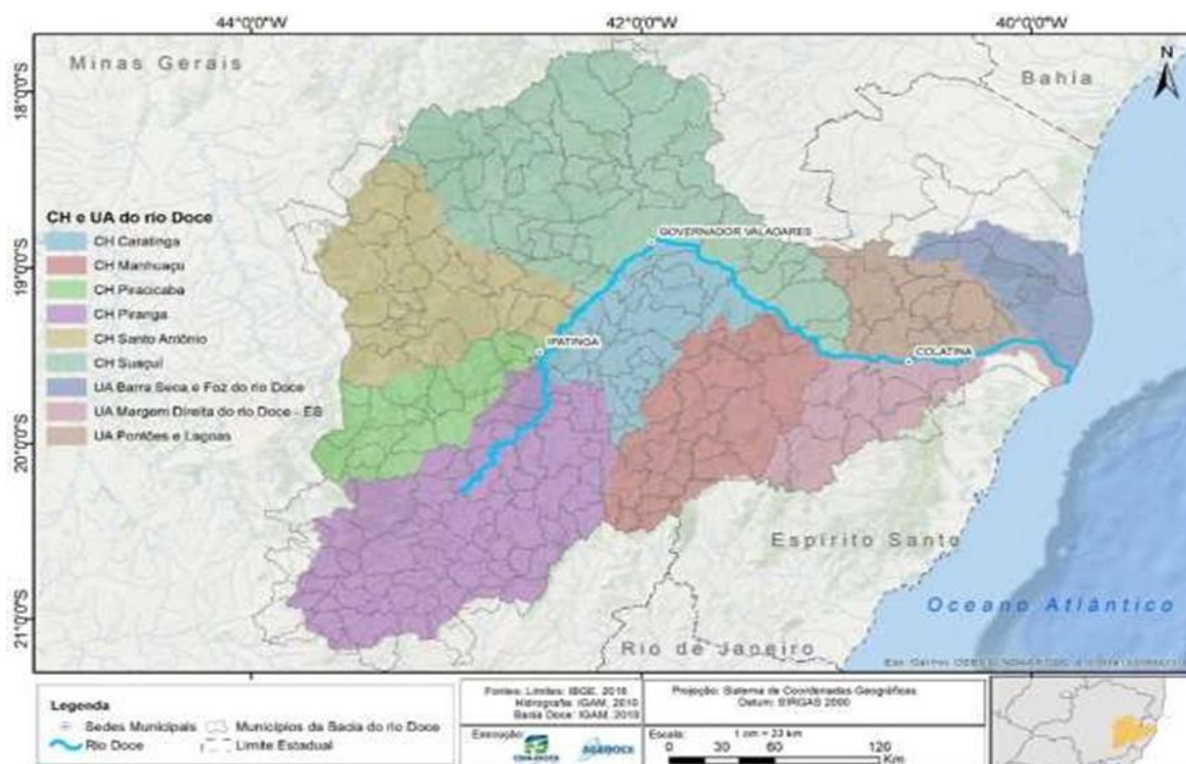 44°0'0"W 42°0'0"W 40°0'0"W
Minas Gerais
Bahia
N
18°0'0"S
19°0'0"S
20°0'0"S
21°0'0"S
CH e UA do rio Doce
CH Caratinga
CH Manhuaçu
CH Piracicaba
CH Piranga
CH Santo Antônio
CH Suaçuí
UA Barra Seca e Foz do rio Doce
UA Margem Direita do rio Doce - ES
UA Pontões e Lagoas
GOVERNADOR VALADARES
IPATINGA
COLATINA
Espírito Santo
Oceano Atlântico
Rio de Janeiro
Legenda
Sedes Municipais
Municípios da Bacia do rio Doce
Rio Doce
Limite Estadual
Fontes: Limites: IBGE, 2018
Hidrografia: IGAM, 2010
Bacia Doce: IGAM, 2010
Execução:
CBH-DOCE
AGEDOCE
Projeção: Sistema de Coordenadas Geográficas
Datum: SIRGAS 2000
Escala: 1 cm = 23 km
0 30 60 120
Km